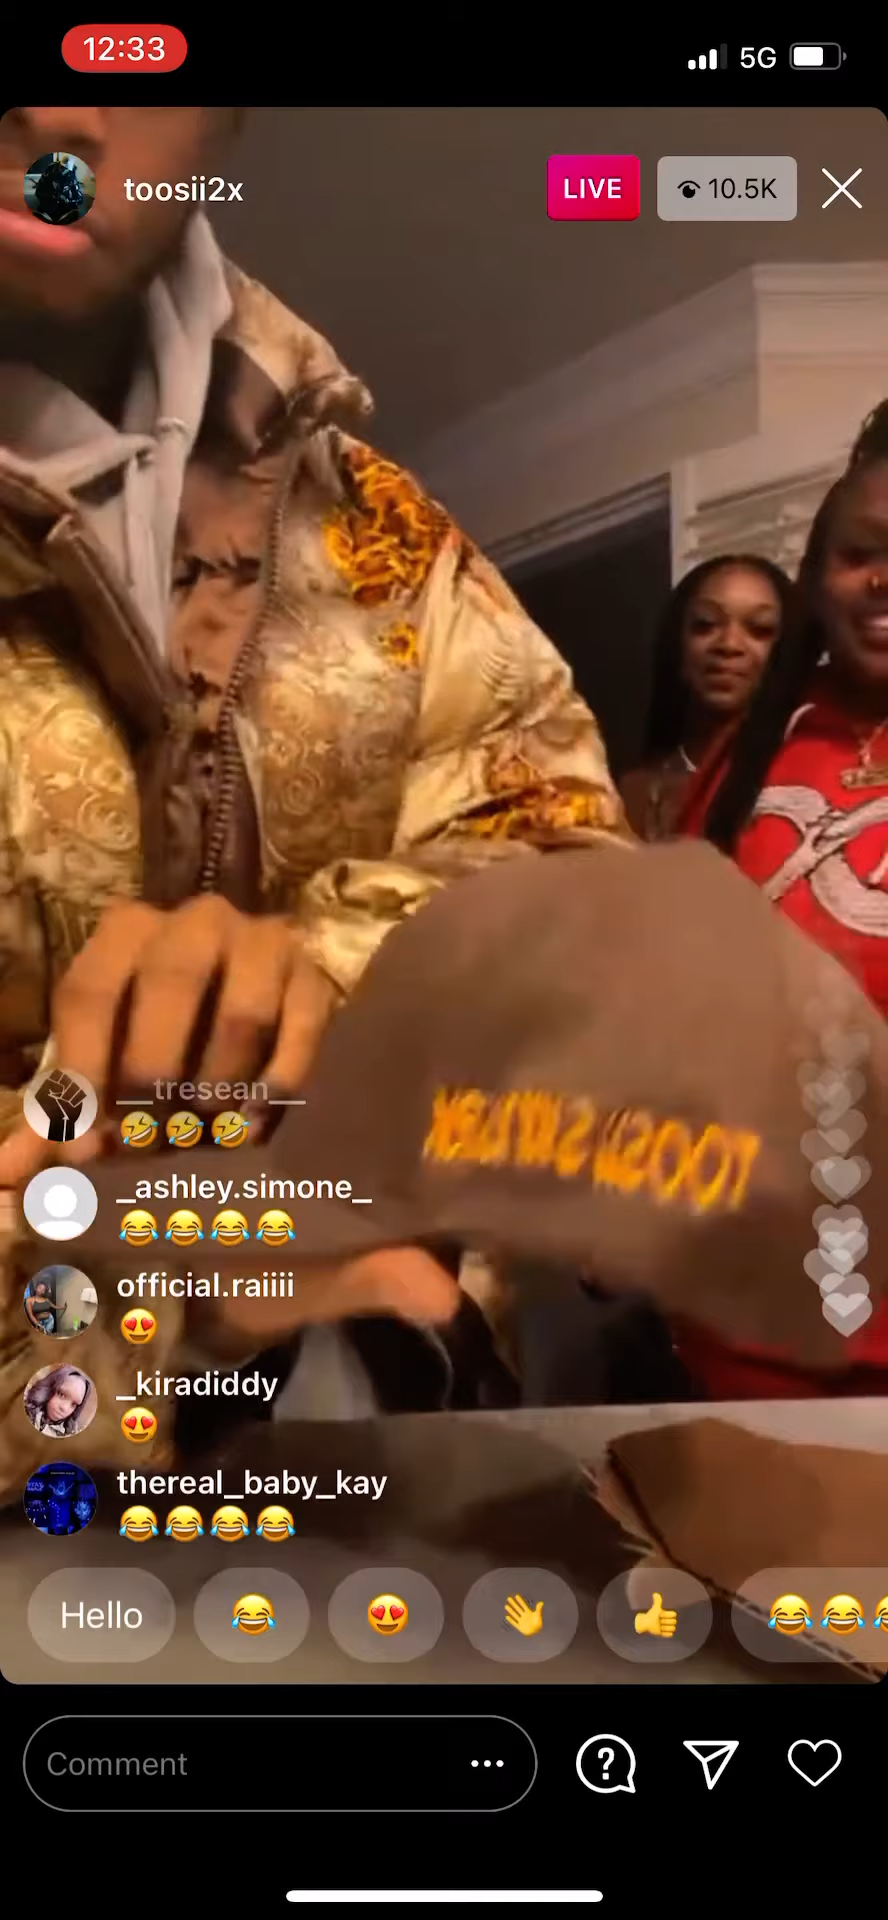 12:33
5G
toosii2x
LIVE
10.5K
__tresean__
🤣🤣🤣
_ashley.simone_
😂😂😂😂
official.raiiii
😍
_kiradiddy
😍
thereal_baby_kay
😂😂😂😂
Hello
Comment